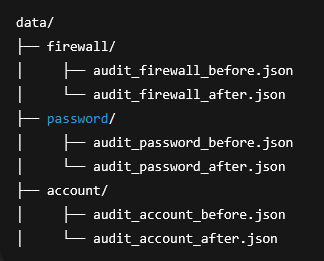 data/
├── firewall/
│     ├── audit_firewall_before.json
│     └── audit_firewall_after.json
├── password/
│     ├── audit_password_before.json
│     └── audit_password_after.json
├── account/
│     ├── audit_account_before.json
│     └── audit_account_after.json